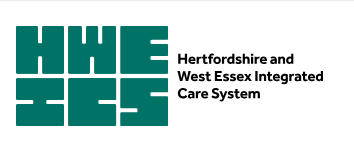 HWE
ICS
Hertfordshire and
West Essex Integrated
Care System